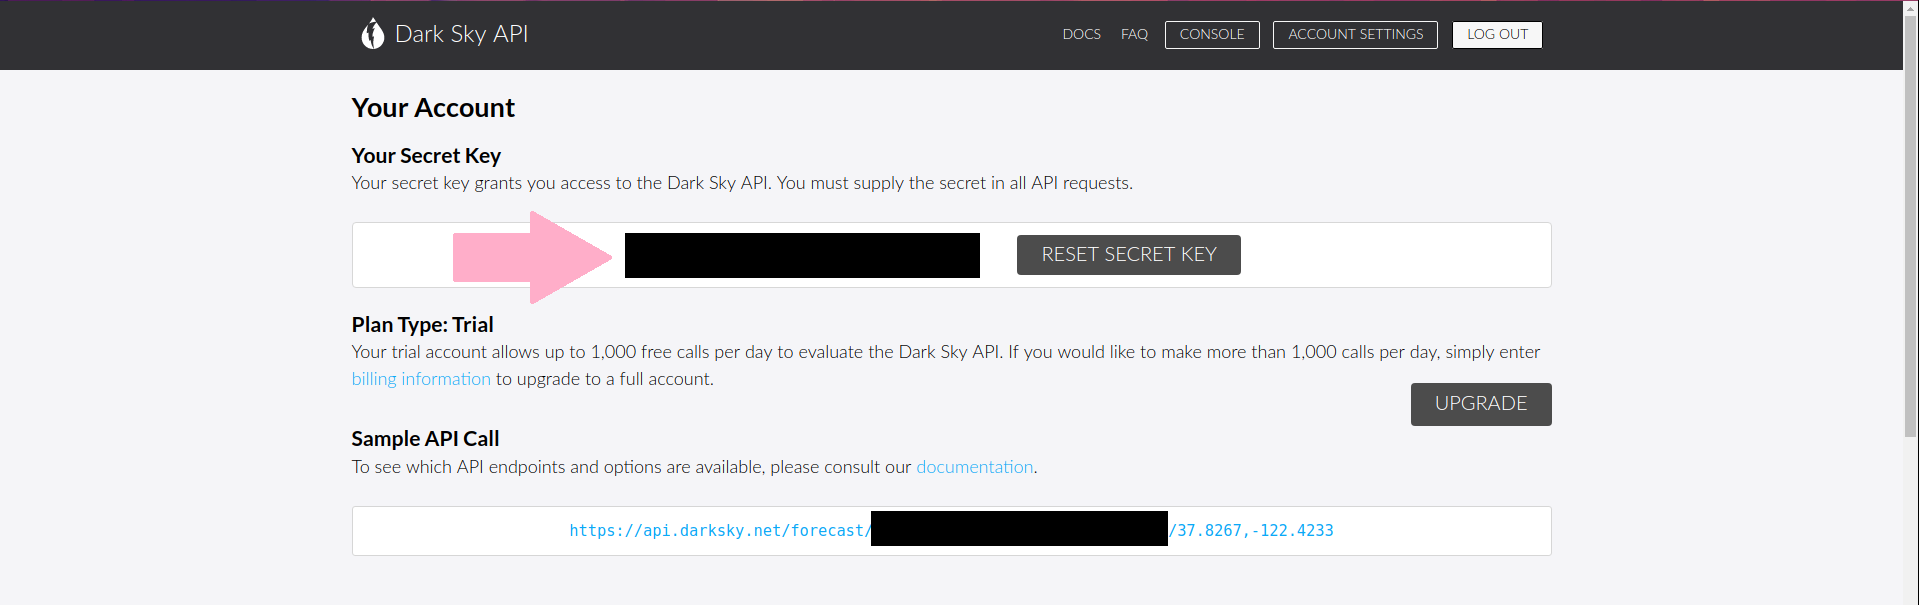 Dark Sky API
DOCS FAQ CONSOLE ACCOUNT SETTINGS LOG OUT
Your Account
Your Secret Key
Your secret key grants you access to the Dark Sky API. You must supply the secret in all API requests.
RESET SECRET KEY
Plan Type: Trial
Your trial account allows up to 1,000 free calls per day to evaluate the Dark Sky API. If you would like to make more than 1,000 calls per day, simply enter
billing information to upgrade to a full account.
UPGRADE
Sample API Call
To see which API endpoints and options are available, please consult our documentation.
https://api.darksky.net/forecast/ /37.8267,-122.4233